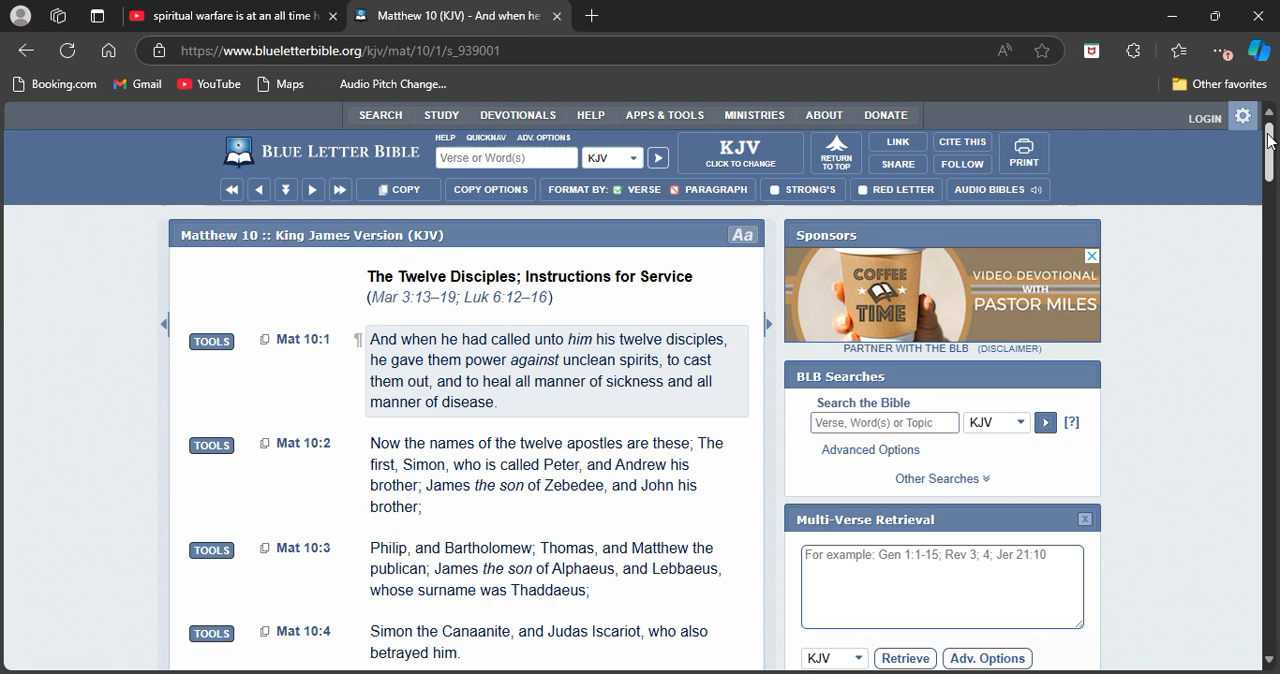 spiritual warfare is at an all time h
Matthew 10 (KJV) - And when he
https://www.blueletterbible.org/kjv/mat/10/1/s_939001
Booking.com
Gmail
YouTube
Maps
Audio Pitch Change...
Other favorites
SEARCH STUDY DEVOTIONALS HELP APPS & TOOLS MINISTRIES ABOUT DONATE
LOGIN
BLUE LETTER BIBLE
HELP QUICKNAV ADV. OPTIONS
Verse or Word(s)
KJV
KJV
CLICK TO CHANGE
RETURN
TO TOP
LINK
CITE THIS
SHARE
FOLLOW
PRINT
COPY
COPY OPTIONS
FORMAT BY: VERSE PARAGRAPH
STRONG'S
RED LETTER
AUDIO BIBLES
Matthew 10 :: King James Version (KJV)
Aa
The Twelve Disciples; Instructions for Service
(Mar 3:13–19; Luk 6:12–16)
TOOLS
Mat 10:1
¶
And when he had called unto him his twelve disciples,
he gave them power against unclean spirits, to cast
them out, and to heal all manner of sickness and all
manner of disease.
TOOLS
Mat 10:2
Now the names of the twelve apostles are these; The
first, Simon, who is called Peter, and Andrew his
brother; James the son of Zebedee, and John his
brother;
TOOLS
Mat 10:3
Philip, and Bartholomew; Thomas, and Matthew the
publican; James the son of Alphaeus, and Lebbaeus,
whose surname was Thaddaeus;
TOOLS
Mat 10:4
Simon the Canaanite, and Judas Iscariot, who also
betrayed him.
Sponsors
COFFEE
TIME
VIDEO DEVOTIONAL
WITH
PASTOR MILES
PARTNER WITH THE BLB (DISCLAIMER)
BLB Searches
Search the Bible
Verse, Word(s) or Topic
KJV
[?]
Advanced Options
Other Searches
Multi-Verse Retrieval
x
For example: Gen 1:1-15; Rev 3; 4; Jer 21:10
KJV
Retrieve
Adv. Options